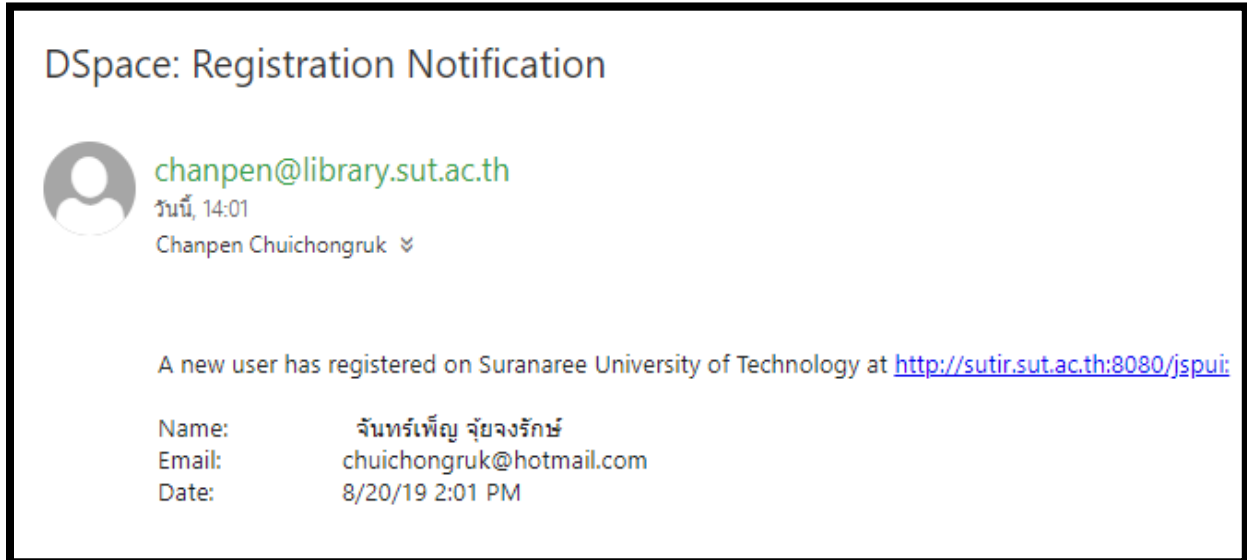 DSpace: Registration Notification
chanpen@library.sut.ac.th
วันนี้, 14:01
Chanpen Chuichongruk
A new user has registered on Suranaree University of Technology at http://sutir.sut.ac.th:8080/jspui:
Name: จันทร์เพ็ญ จุ้ยจงรักษ์
Email: chuichongruk@hotmail.com
Date: 8/20/19 2:01 PM